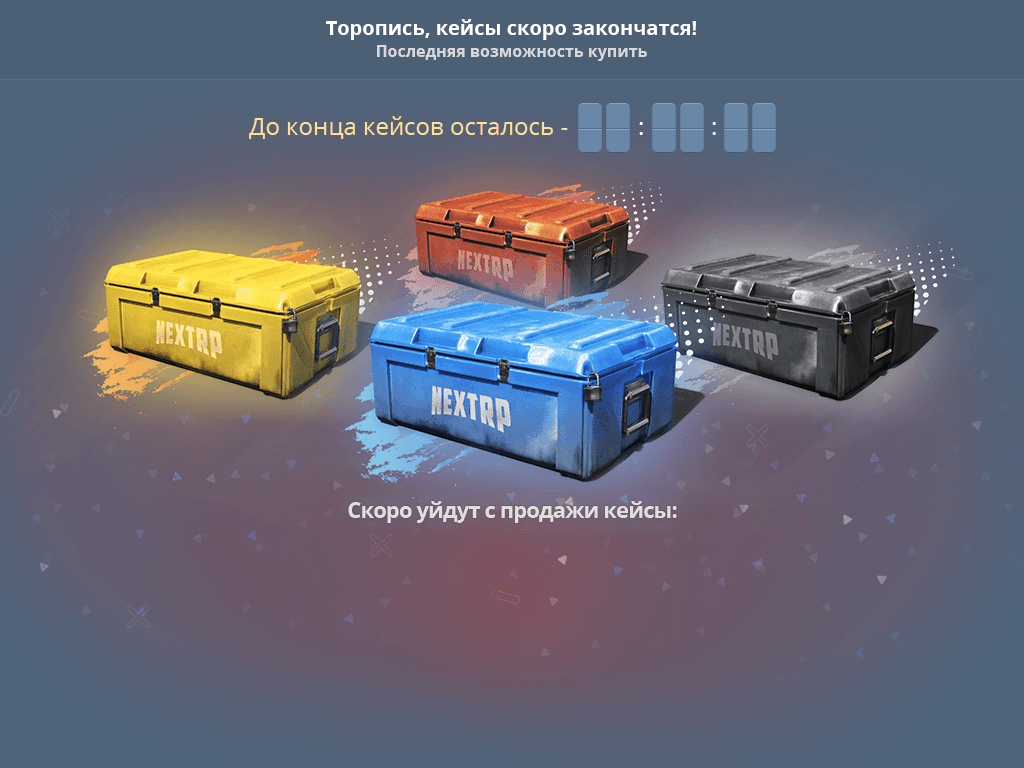 Торопись, кейсы скоро закончатся!
Последняя возможность купить
До конца кейсов осталось - : :
NEXTRP
NEXTRP
NEXTRP
NEXTRP
Скоро уйдут с продажи кейсы: